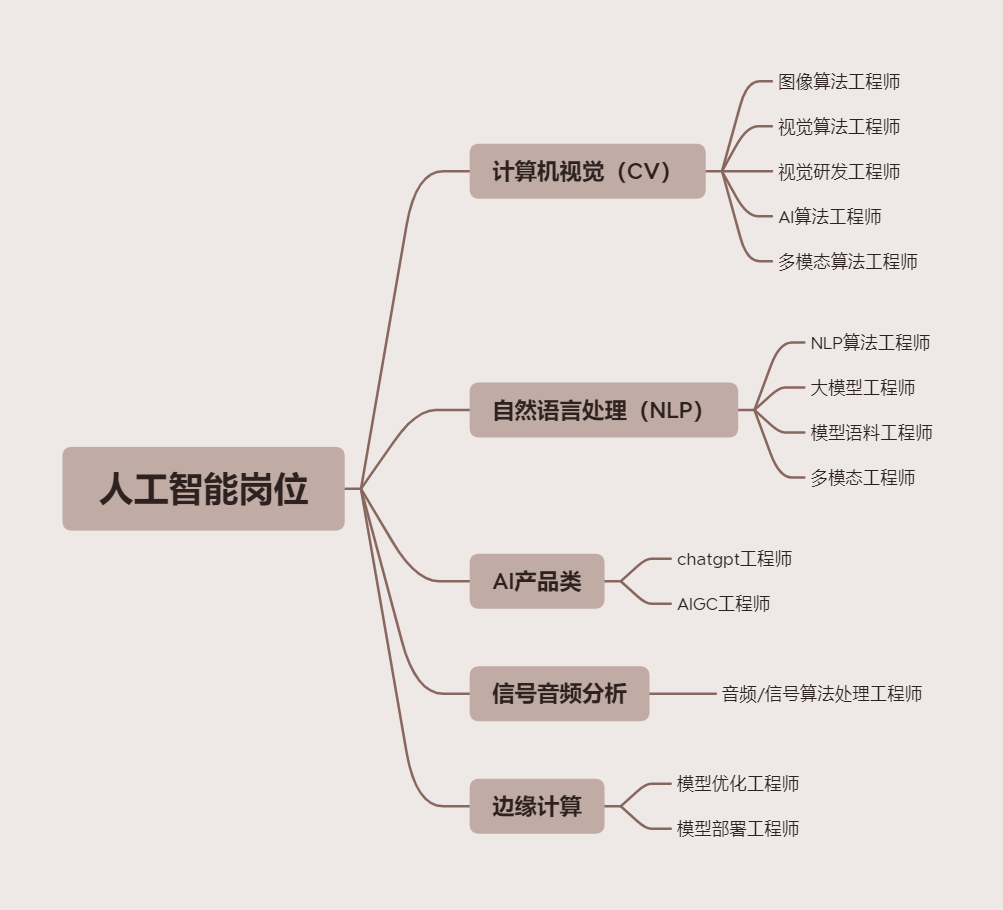 人工智能岗位
计算机视觉（CV）
图像算法工程师
视觉算法工程师
视觉研发工程师
AI算法工程师
多模态算法工程师
自然语言处理（NLP）
NLP算法工程师
大模型工程师
模型语料工程师
多模态工程师
AI产品类
chatgpt工程师
AIGC工程师
信号音频分析
音频/信号算法处理工程师
边缘计算
模型优化工程师
模型部署工程师